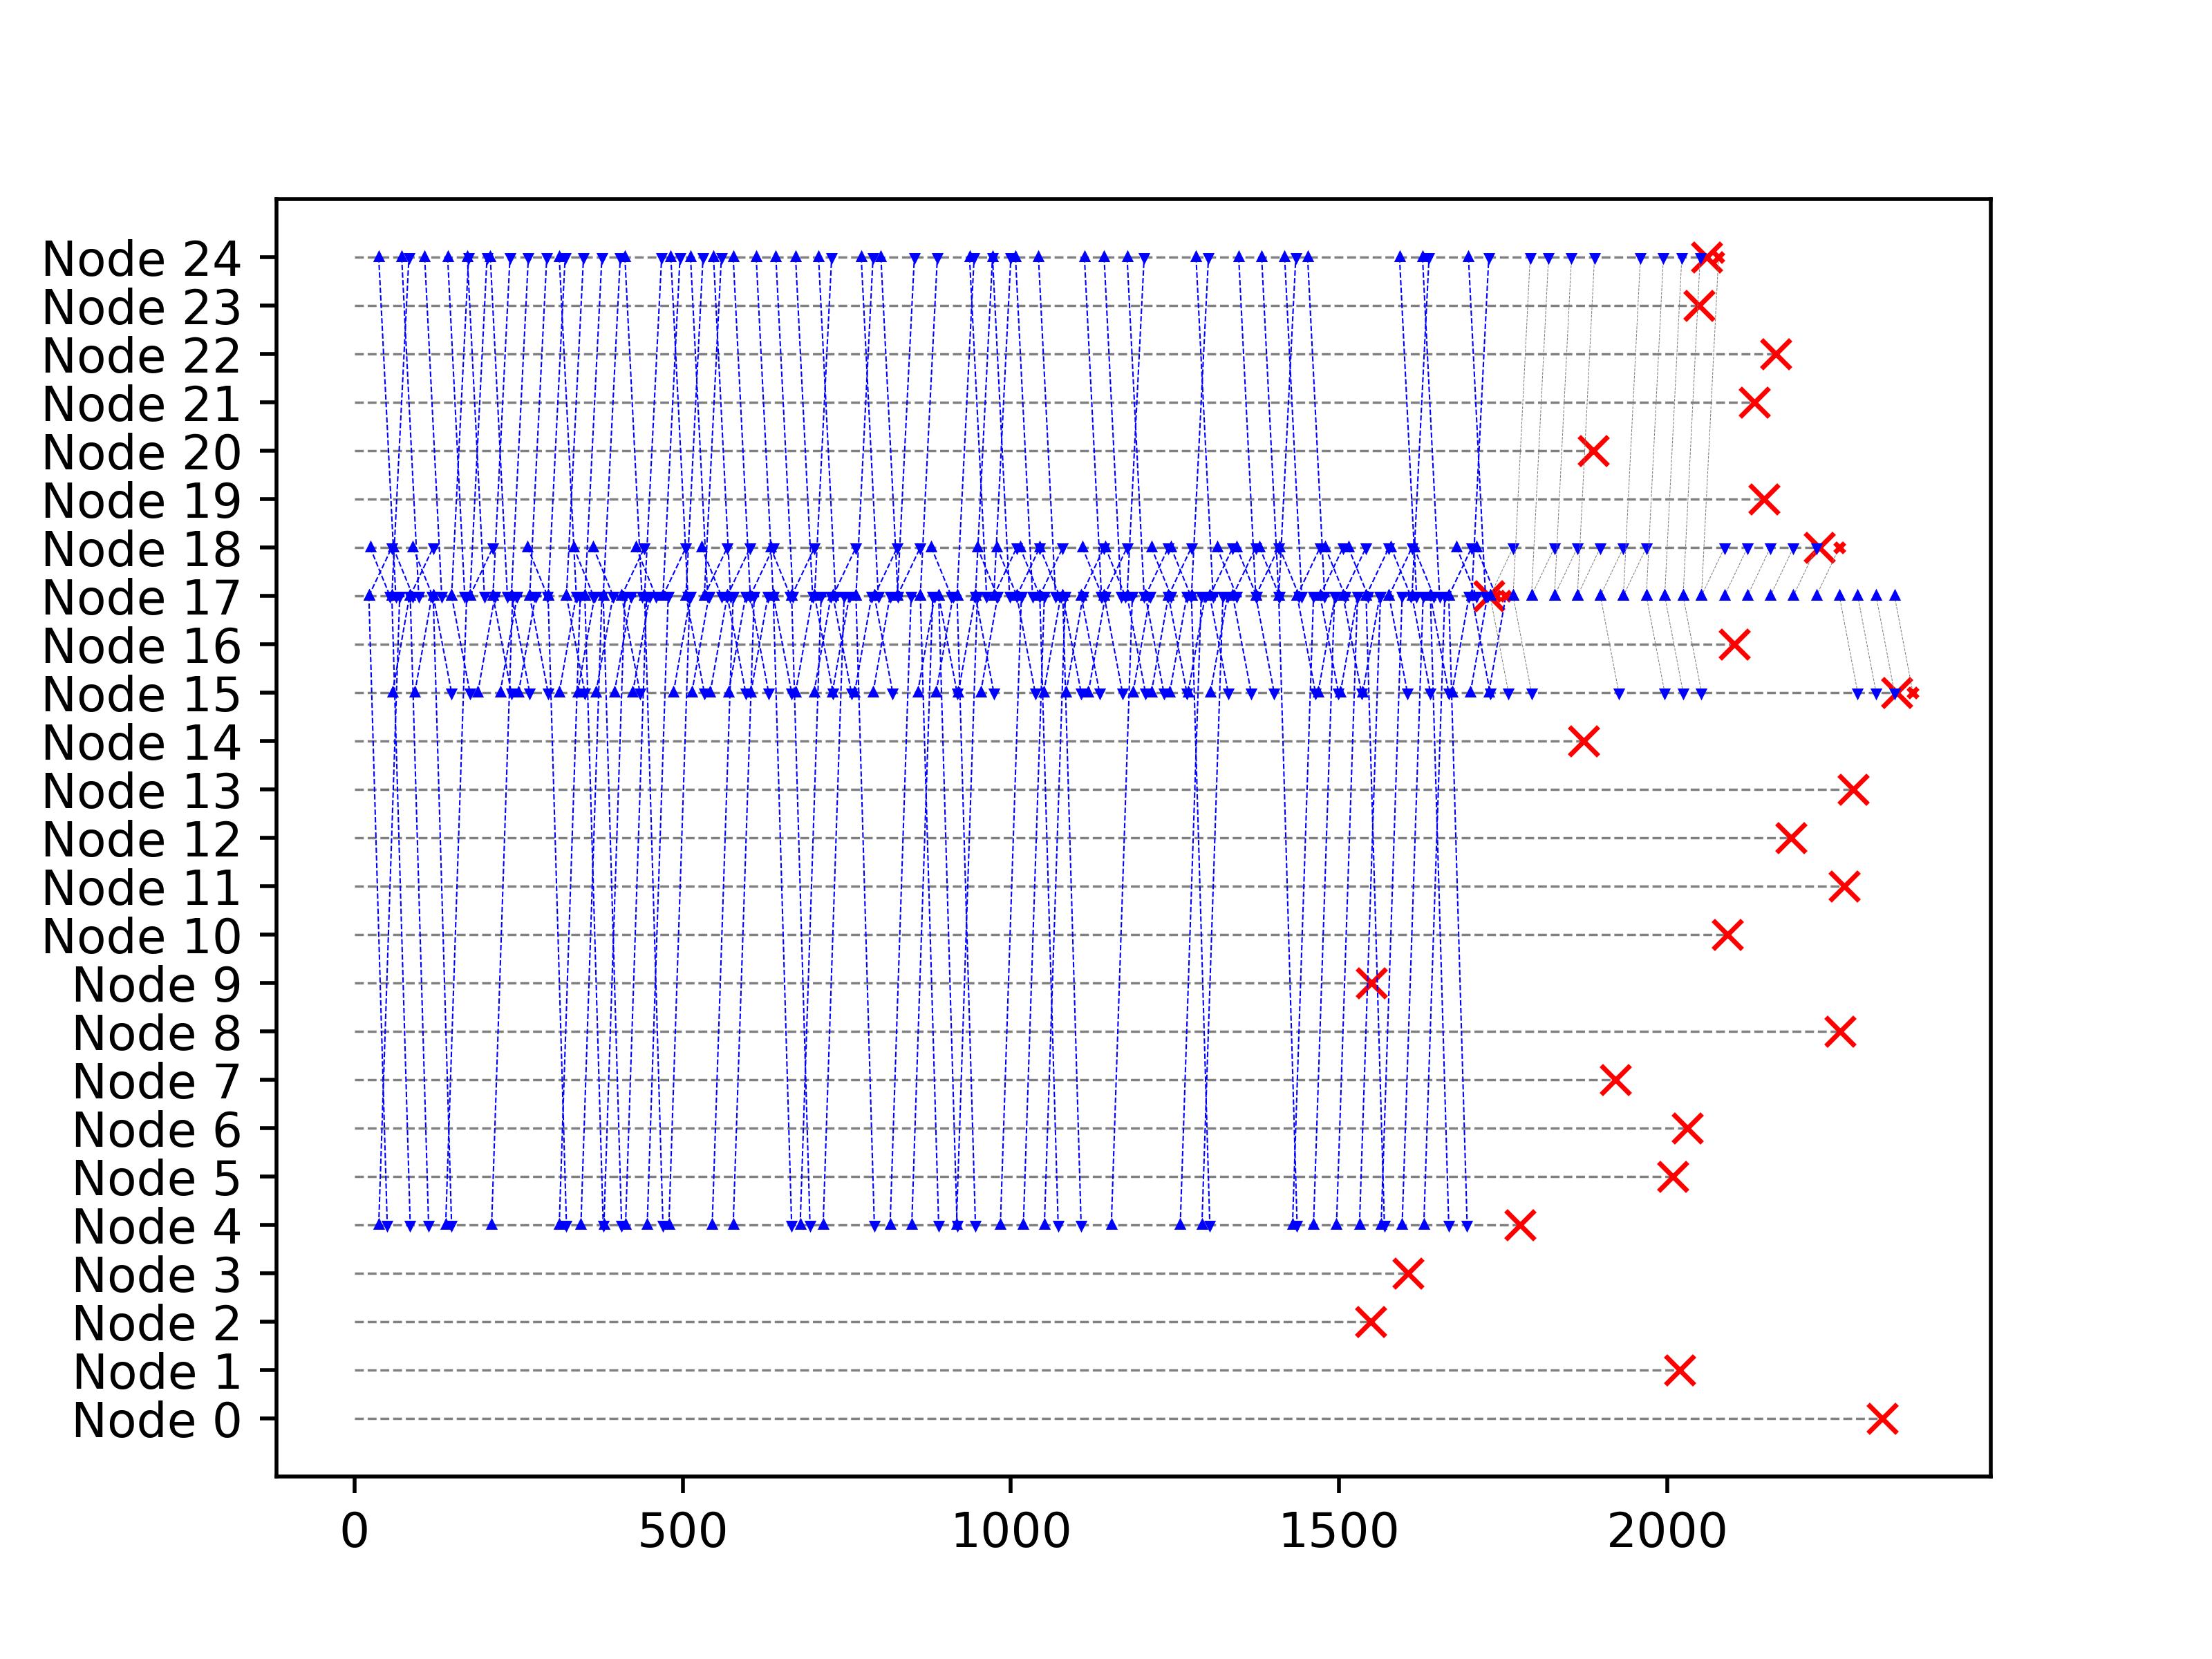 Node 24
Node 23
Node 22
Node 21
Node 20
Node 19
Node 18
Node 17
Node 16
Node 15
Node 14
Node 13
Node 12
Node 11
Node 10
Node 9
Node 8
Node 7
Node 6
Node 5
Node 4
Node 3
Node 2
Node 1
Node 0
0 500 1000 1500 2000